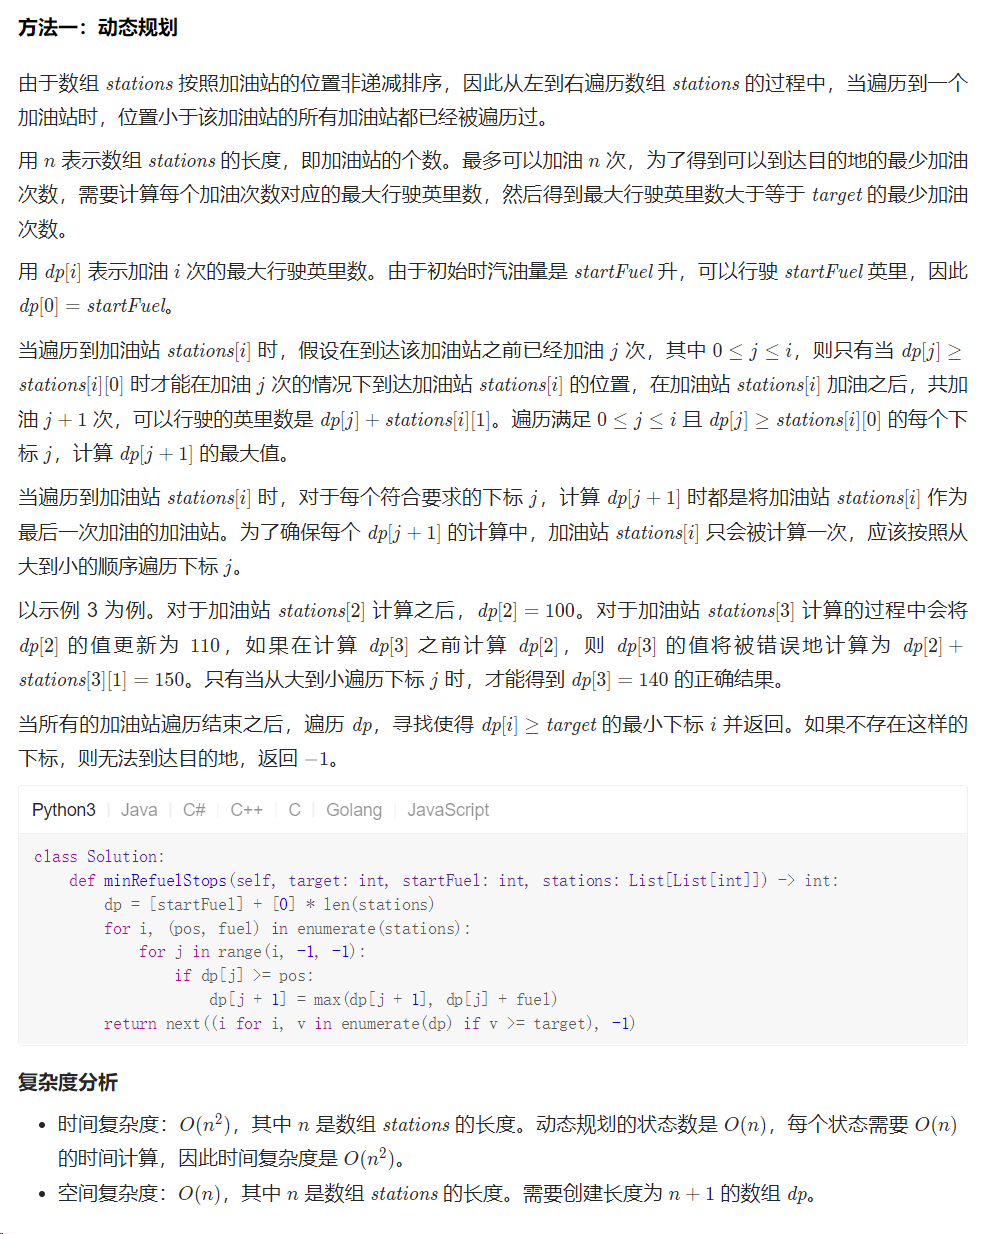 方法一：动态规划
由于数组 stations 按照加油站的位置非递减排序，因此从左到右遍历数组 stations 的过程中，当遍历到一个
加油站时，位置小于该加油站的所有加油站都已经被遍历过。
用 n 表示数组 stations 的长度，即加油站的个数。最多可以加油 n 次，为了得到可以到达目的地的最少加油
次数，需要计算每个加油次数对应的最大行驶英里数，然后得到最大行驶英里数大于等于 target 的最少加油
次数。
用 dp[i] 表示加油 i 次的最大行驶英里数。由于初始时汽油量是 startFuel 升，可以行驶 startFuel 英里，因此
dp[0] = startFuel。
当遍历到加油站 stations[i] 时，假设在到达该加油站之前已经加油 j 次，其中 0 ≤ j ≤ i，则只有当 dp[j] ≥
stations[i][0] 时才能在加油 j 次的情况下到达加油站 stations[i] 的位置，在加油站 stations[i] 加油之后，共加
油 j + 1 次，可以行驶的英里数是 dp[j] + stations[i][1]。遍历满足 0 ≤ j ≤ i 且 dp[j] ≥ stations[i][0] 的每个下
标 j，计算 dp[j + 1] 的最大值。
当遍历到加油站 stations[i] 时，对于每个符合要求的下标 j，计算 dp[j + 1] 时都是将加油站 stations[i] 作为
最后一次加油的加油站。为了确保每个 dp[j + 1] 的计算中，加油站 stations[i] 只会被计算一次，应该按照从
大到小的顺序遍历下标 j。
以示例 3 为例。对于加油站 stations[2] 计算之后，dp[2] = 100。对于加油站 stations[3] 计算的过程中会将
dp[2] 的值更新为 110，如果在计算 dp[3] 之前计算 dp[2]，则 dp[3] 的值将被错误地计算为 dp[2] +
stations[3][1] = 150。只有当从大到小遍历下标 j 时，才能得到 dp[3] = 140 的正确结果。
当所有的加油站遍历结束之后，遍历 dp，寻找使得 dp[i] ≥ target 的最小下标 i 并返回。如果不存在这样的
下标，则无法到达目的地，返回 −1。
Python3 Java C# C++ C Golang JavaScript
class Solution:
    def minRefuelStops(self, target: int, startFuel: int, stations: List[List[int]]) -> int:
        dp = [startFuel] + [0] * len(stations)
        for i, (pos, fuel) in enumerate(stations):
            for j in range(i, -1, -1):
                if dp[j] >= pos:
                    dp[j + 1] = max(dp[j + 1], dp[j] + fuel)
        return next((i for i, v in enumerate(dp) if v >= target), -1)
复杂度分析
• 时间复杂度：O(n²)，其中 n 是数组 stations 的长度。动态规划的状态数是 O(n)，每个状态需要 O(n)
的时间计算，因此时间复杂度是 O(n²)。
• 空间复杂度：O(n)，其中 n 是数组 stations 的长度。需要创建长度为 n + 1 的数组 dp。